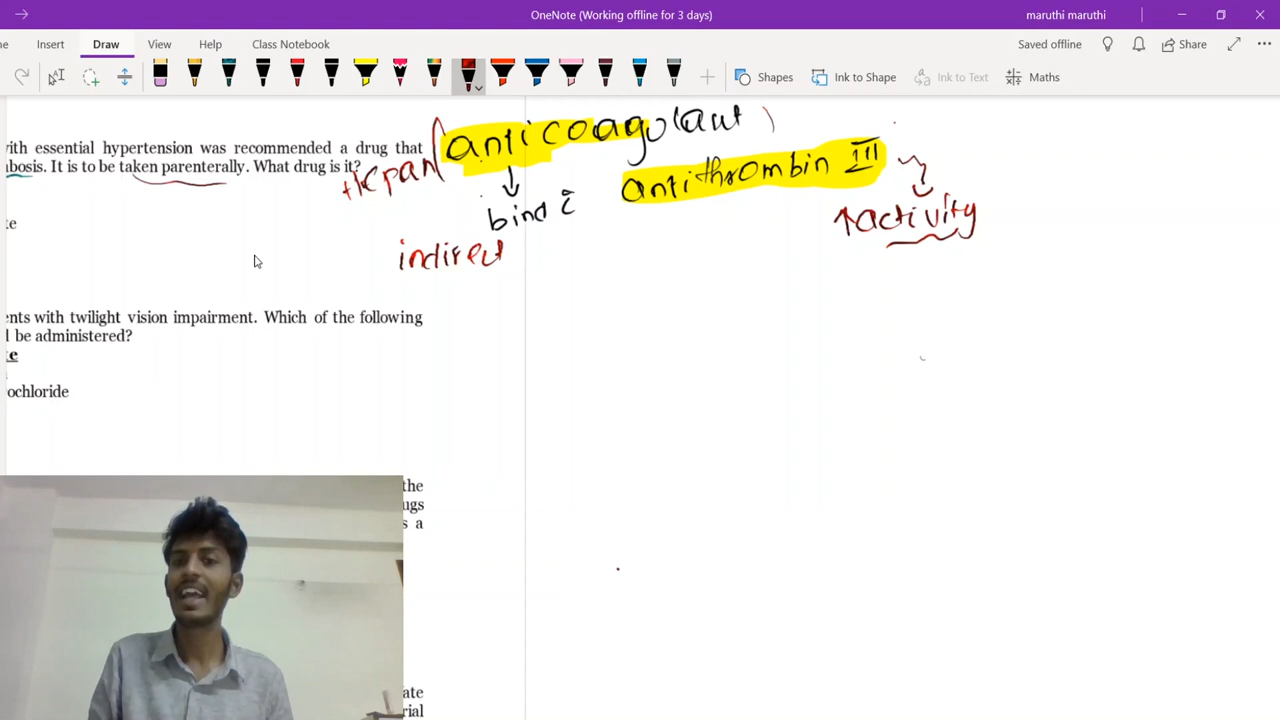 OneNote (Working offline for 3 days)
maruthi maruthi
Insert Draw View Help Class Notebook
Saved offline Share
Shapes Ink to Shape Ink to Text Maths
anticoagulant
with essential hypertension was recommended a drug that
bosis. It is to be taken parenterally. What drug is it?
antithrombin III
bind c̄
↑activity
indirect
te
ents with twilight vision impairment. Which of the following
l be administered?
te
ochloride
the
ugs
s a
ate
rial